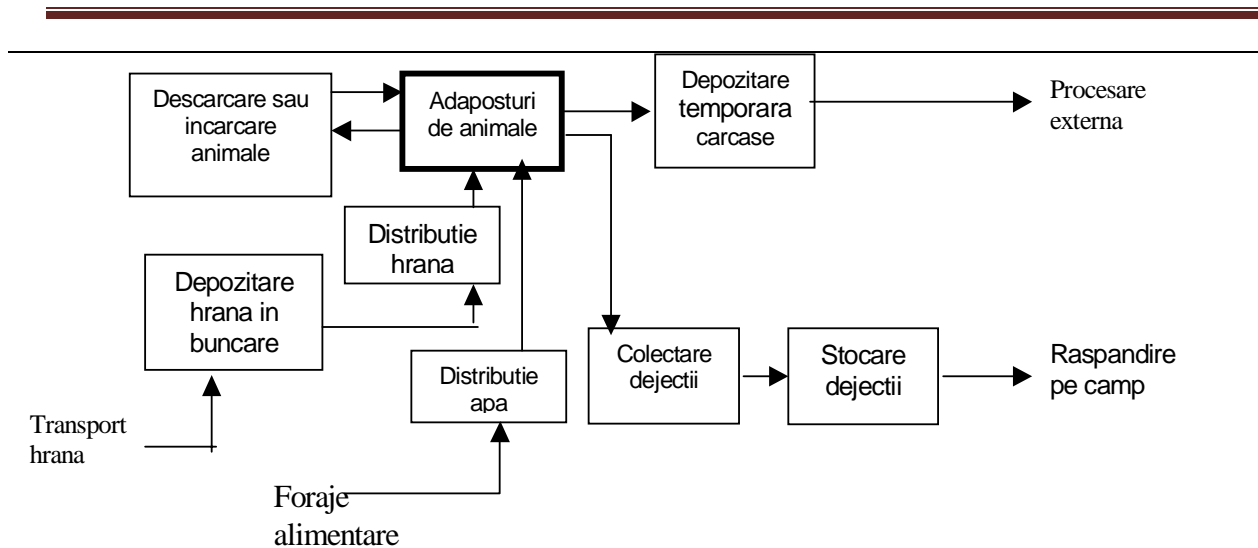 Descarcare sau
incarcare
animale
Adaposturi
de animale
Depozitare
temporara
carcase
Procesare
externa
Distributie
hrana
Depozitare
hrana in
buncare
Distributie
apa
Colectare
dejectii
Stocare
dejectii
Raspandire
pe camp
Transport
hrana
Foraje
alimentare